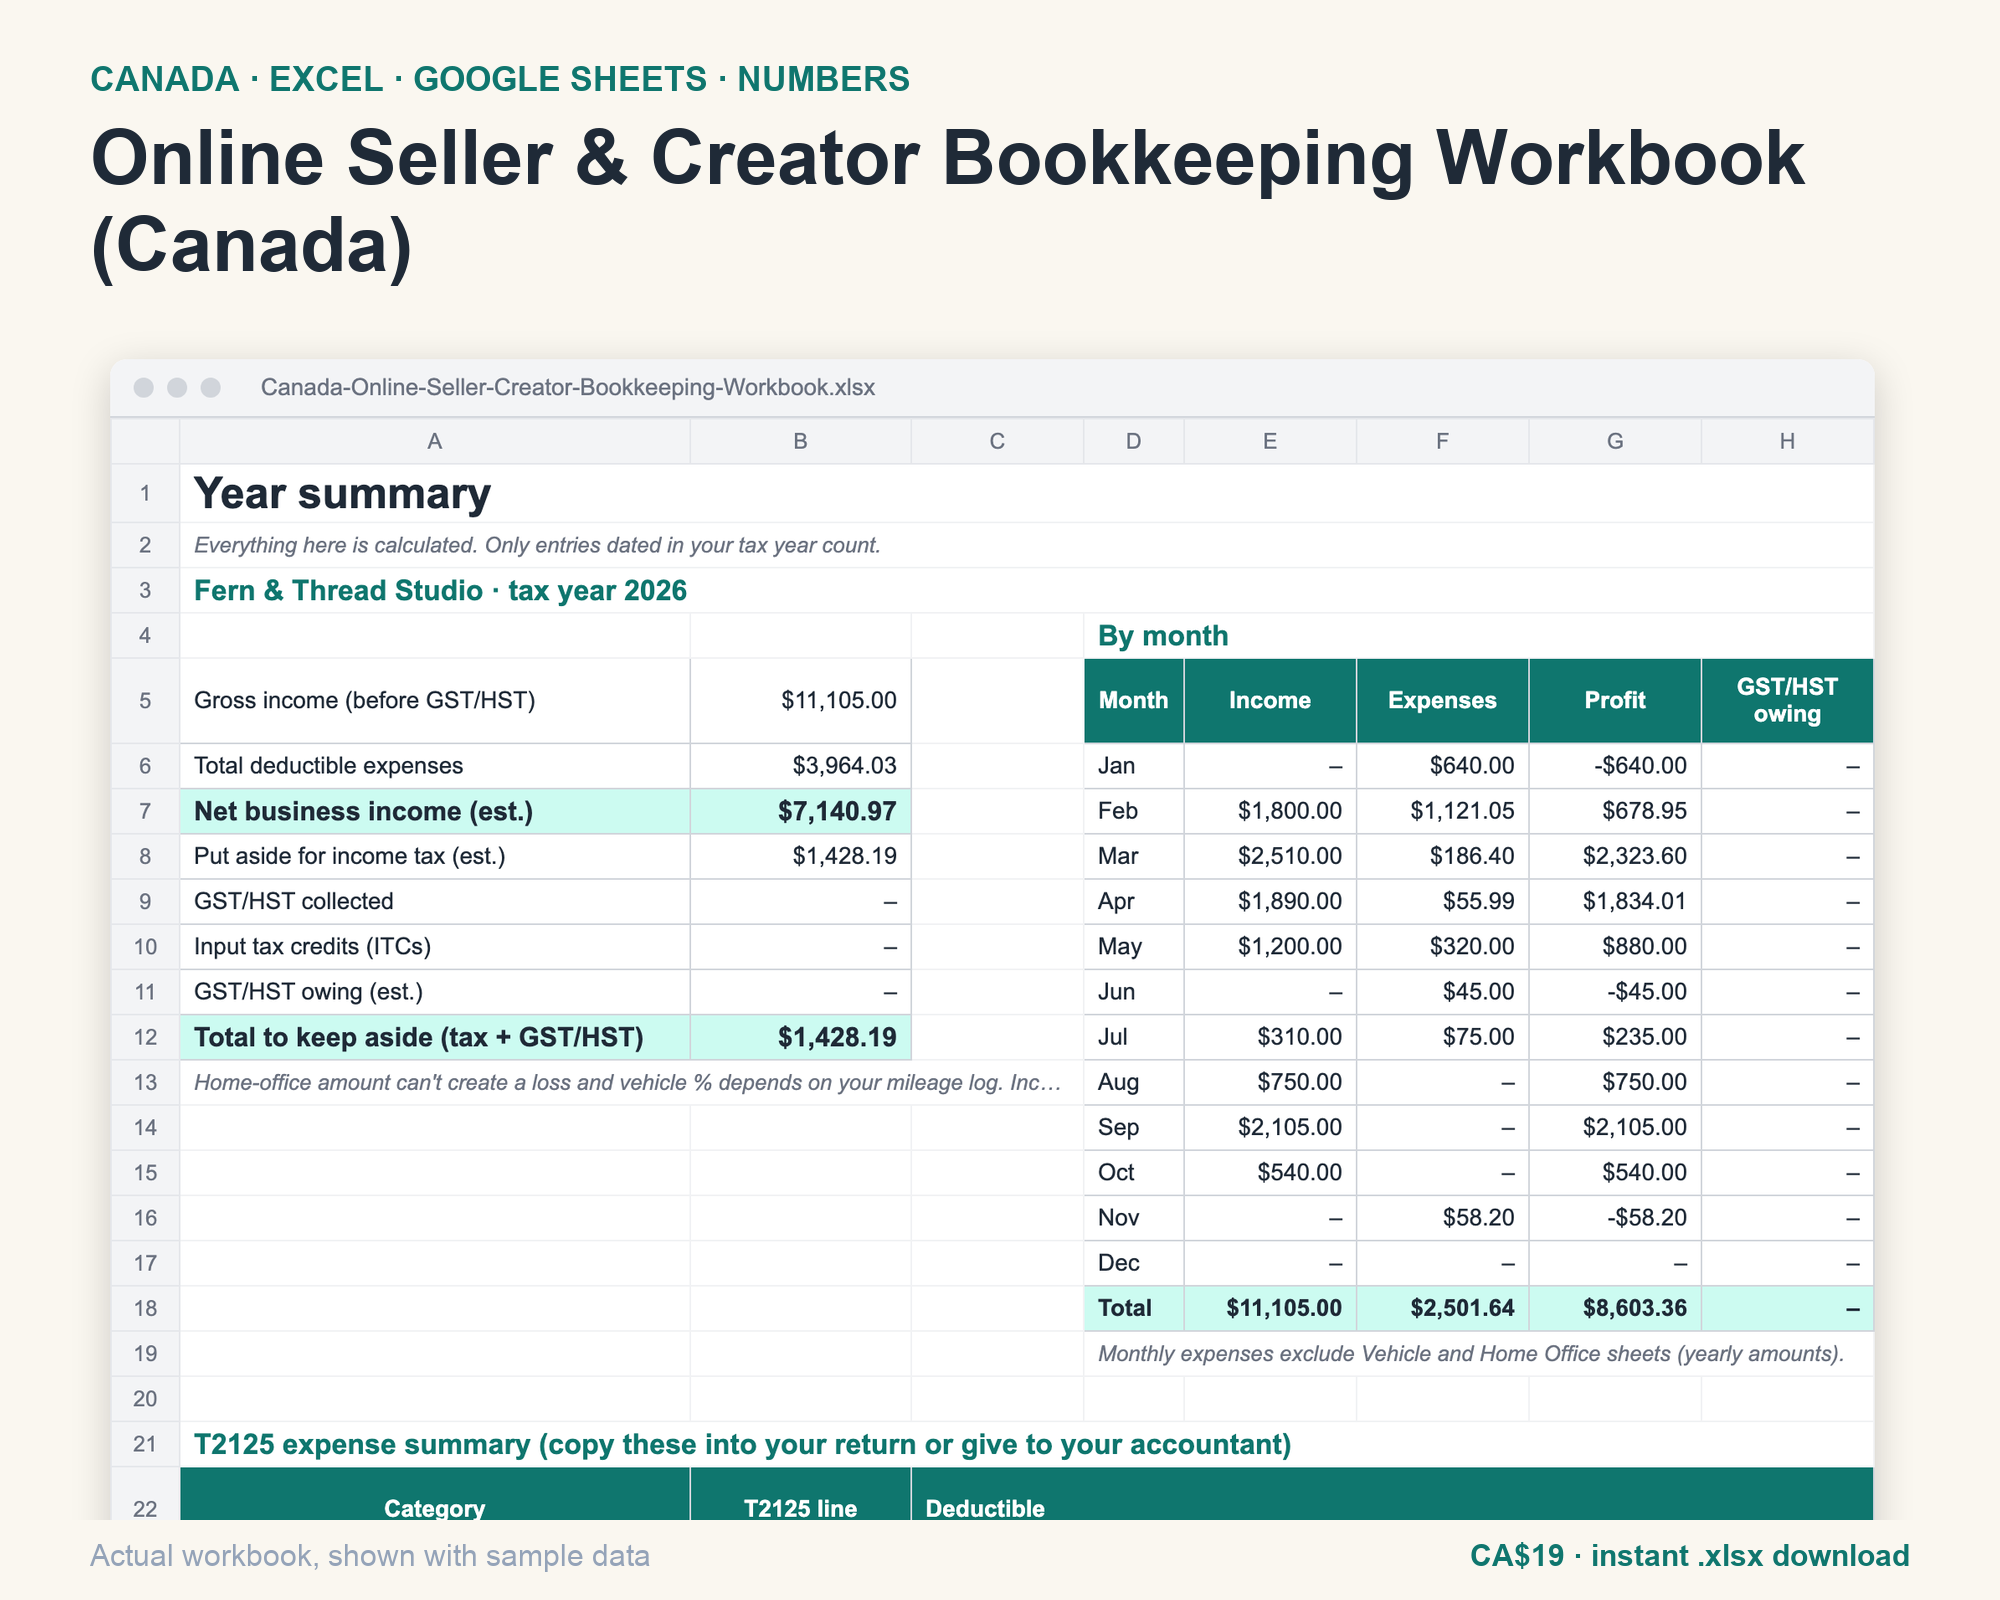 CANADA · EXCEL · GOOGLE SHEETS · NUMBERS
Online Seller & Creator Bookkeeping Workbook
(Canada)
Canada-Online-Seller-Creator-Bookkeeping-Workbook.xlsx
A B C D E F G H
1 Year summary
2 Everything here is calculated. Only entries dated in your tax year count.
3 Fern & Thread Studio · tax year 2026
4 By month
5 Gross income (before GST/HST) $11,105.00 Month Income Expenses Profit GST/HST owing
6 Total deductible expenses $3,964.03 Jan – $640.00 -$640.00 –
7 Net business income (est.) $7,140.97 Feb $1,800.00 $1,121.05 $678.95 –
8 Put aside for income tax (est.) $1,428.19 Mar $2,510.00 $186.40 $2,323.60 –
9 GST/HST collected – Apr $1,890.00 $55.99 $1,834.01 –
10 Input tax credits (ITCs) – May $1,200.00 $320.00 $880.00 –
11 GST/HST owing (est.) – Jun – $45.00 -$45.00 –
12 Total to keep aside (tax + GST/HST) $1,428.19 Jul $310.00 $75.00 $235.00 –
13 Home-office amount can't create a loss and vehicle % depends on your mileage log. Inc… Aug $750.00 – $750.00 –
14 Sep $2,105.00 – $2,105.00 –
15 Oct $540.00 – $540.00 –
16 Nov – $58.20 -$58.20 –
17 Dec – – – –
18 Total $11,105.00 $2,501.64 $8,603.36 –
19 Monthly expenses exclude Vehicle and Home Office sheets (yearly amounts).
20
21 T2125 expense summary (copy these into your return or give to your accountant)
22 Category T2125 line Deductible
Actual workbook, shown with sample data
CA$19 · instant .xlsx download